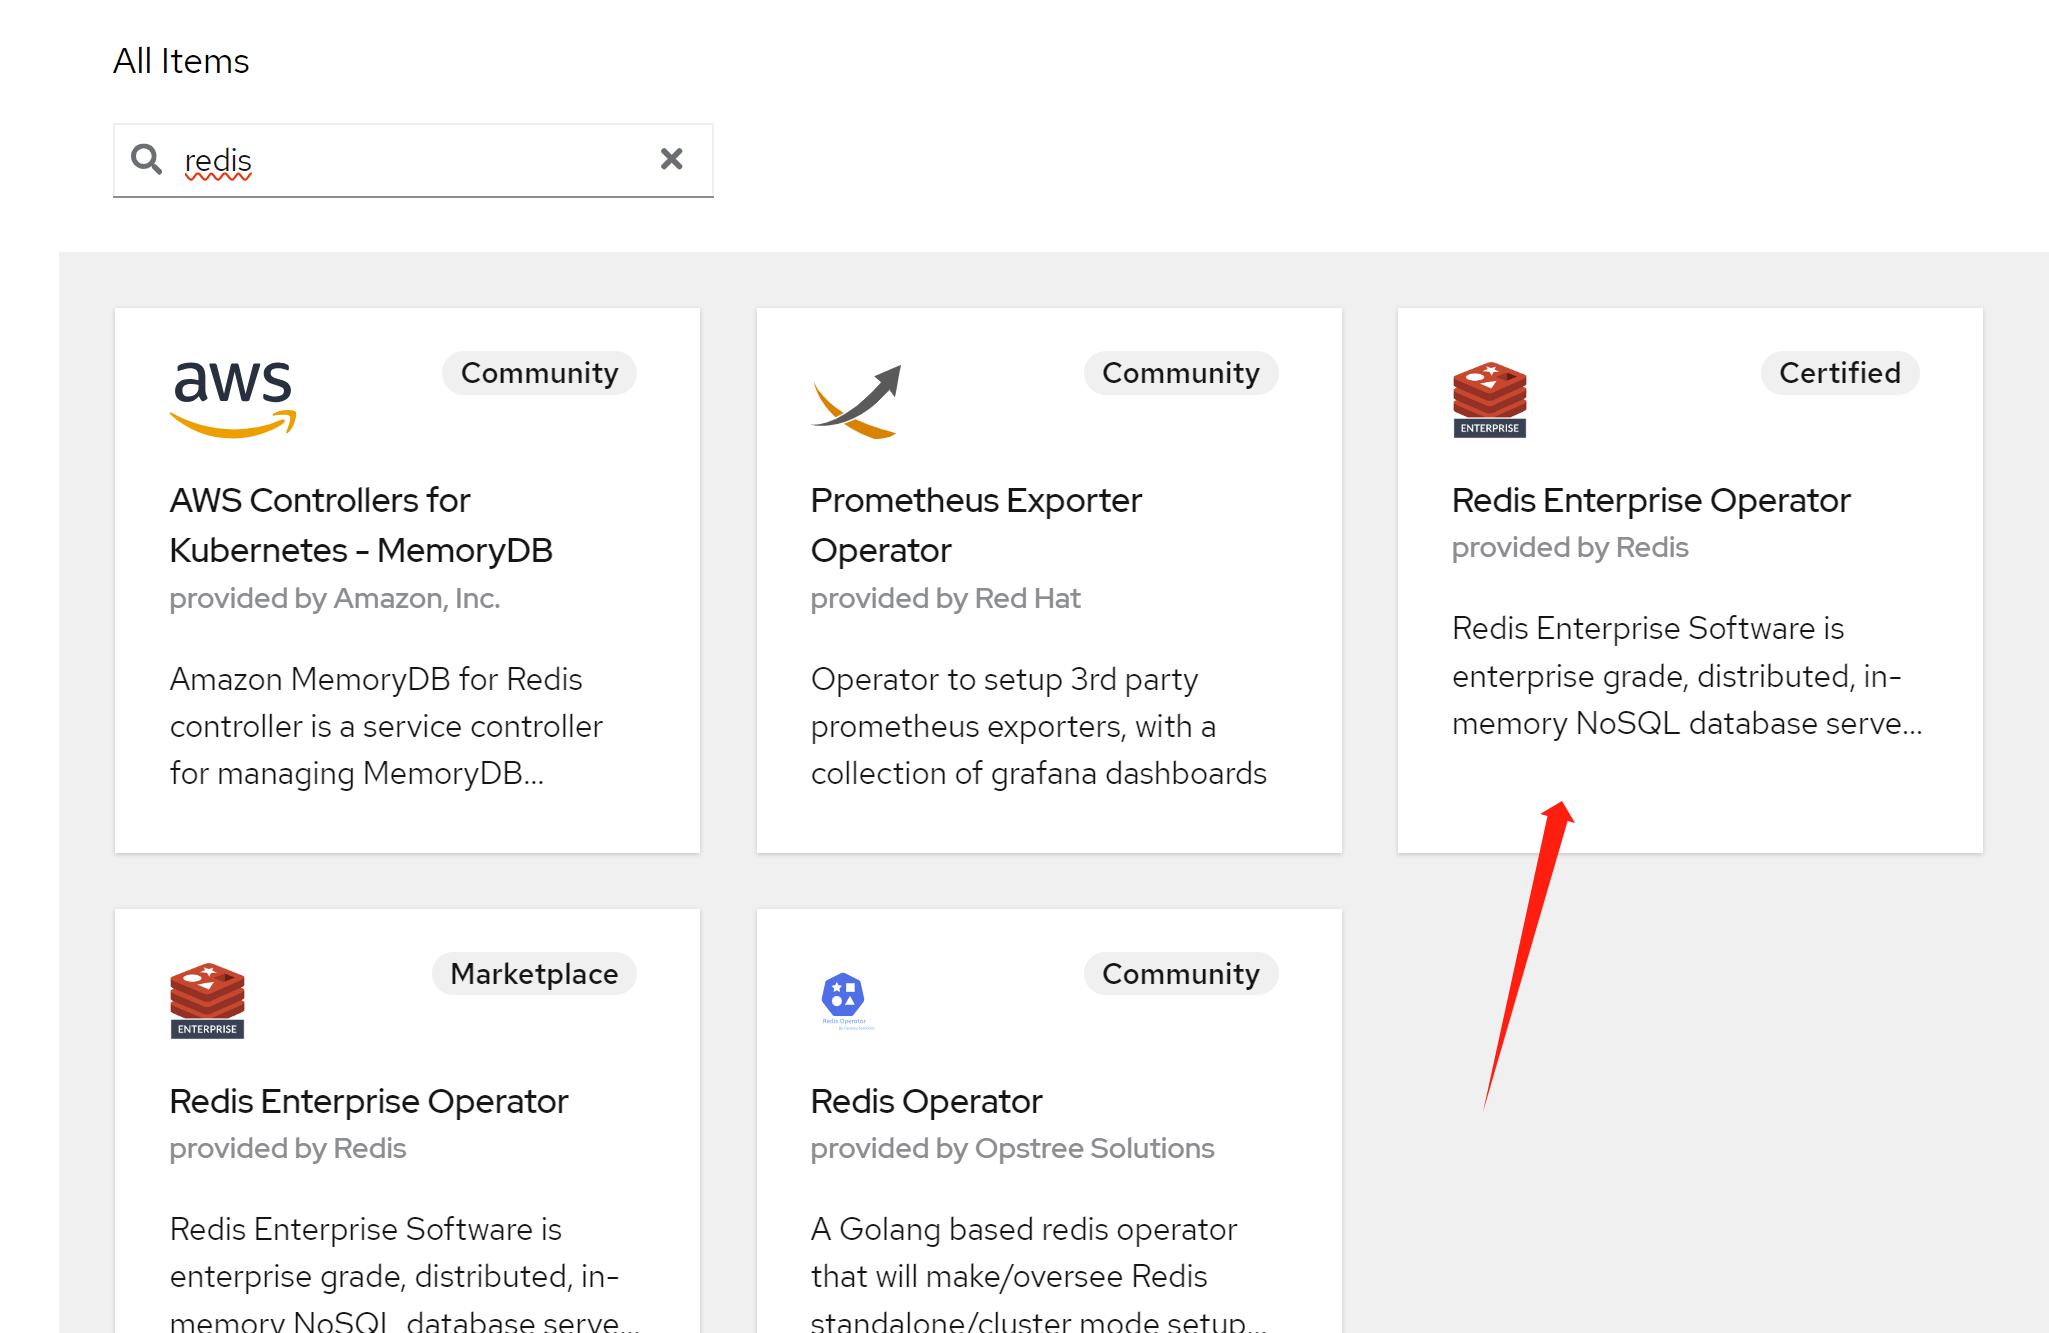 All Items
redis
aws
Community
AWS Controllers for
Kubernetes - MemoryDB
provided by Amazon, Inc.
Amazon MemoryDB for Redis
controller is a service controller
for managing MemoryDB...
Community
Prometheus Exporter
Operator
provided by Red Hat
Operator to setup 3rd party
prometheus exporters, with a
collection of grafana dashboards
ENTERPRISE
Certified
Redis Enterprise Operator
provided by Redis
Redis Enterprise Software is
enterprise grade, distributed, in-
memory NoSQL database serve...
ENTERPRISE
Marketplace
Redis Enterprise Operator
provided by Redis
Redis Enterprise Software is
enterprise grade, distributed, in-
memory NoSQL database serve...
Redis Operator
By Opstree Solutions
Community
Redis Operator
provided by Opstree Solutions
A Golang based redis operator
that will make/oversee Redis
standalone/cluster mode setup...